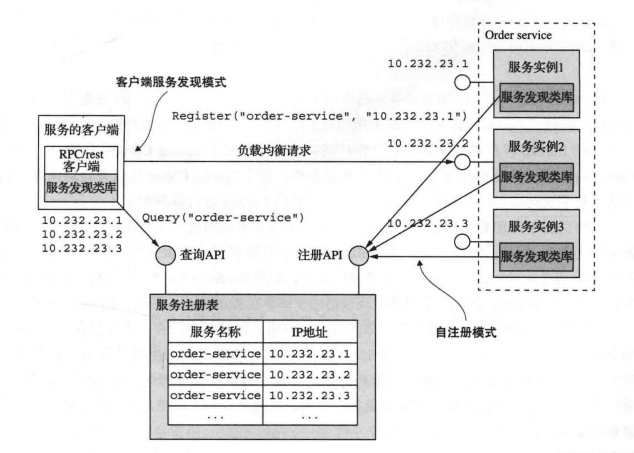 Order service
10.232.23.1
服务实例1
服务发现类库
客户端服务发现模式
Register("order-service", "10.232.23.1")
服务的客户端
RPC/rest
客户端
服务发现类库
负载均衡请求
10.232.23.2
服务实例2
服务发现类库
10.232.23.1
10.232.23.2
10.232.23.3
Query("order-service")
10.232.23.3
服务实例3
服务发现类库
查询API
注册API
服务注册表
服务名称 IP地址
order-service 10.232.23.1
order-service 10.232.23.2
order-service 10.232.23.3
... ...
自注册模式